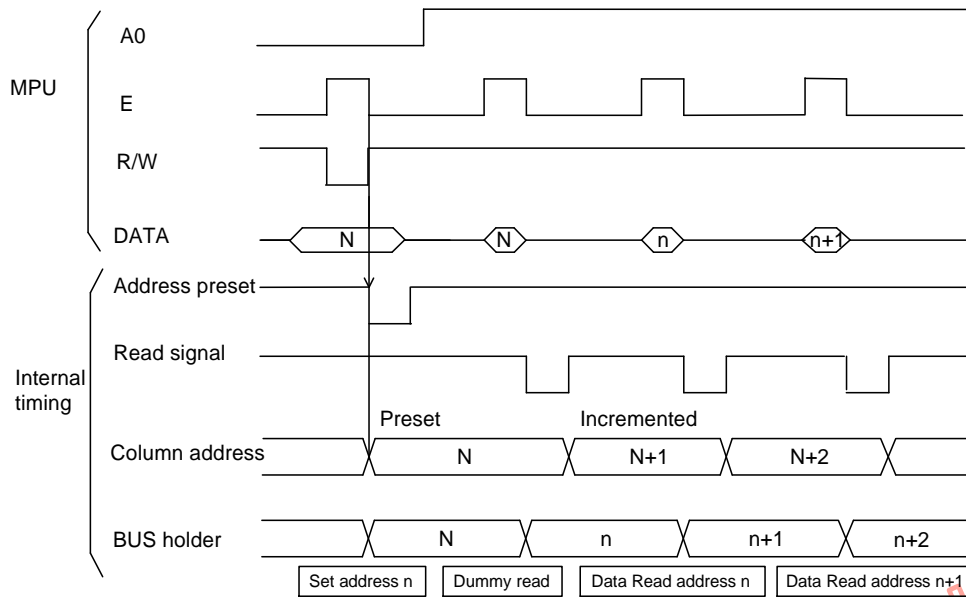 A0
MPU
E
R/W
DATA
N N n n+1
Address preset
Read signal
Internal
timing
Preset Incremented
Column address
N N+1 N+2
BUS holder
N n n+1 n+2
Set address n Dummy read Data Read address n Data Read address n+1